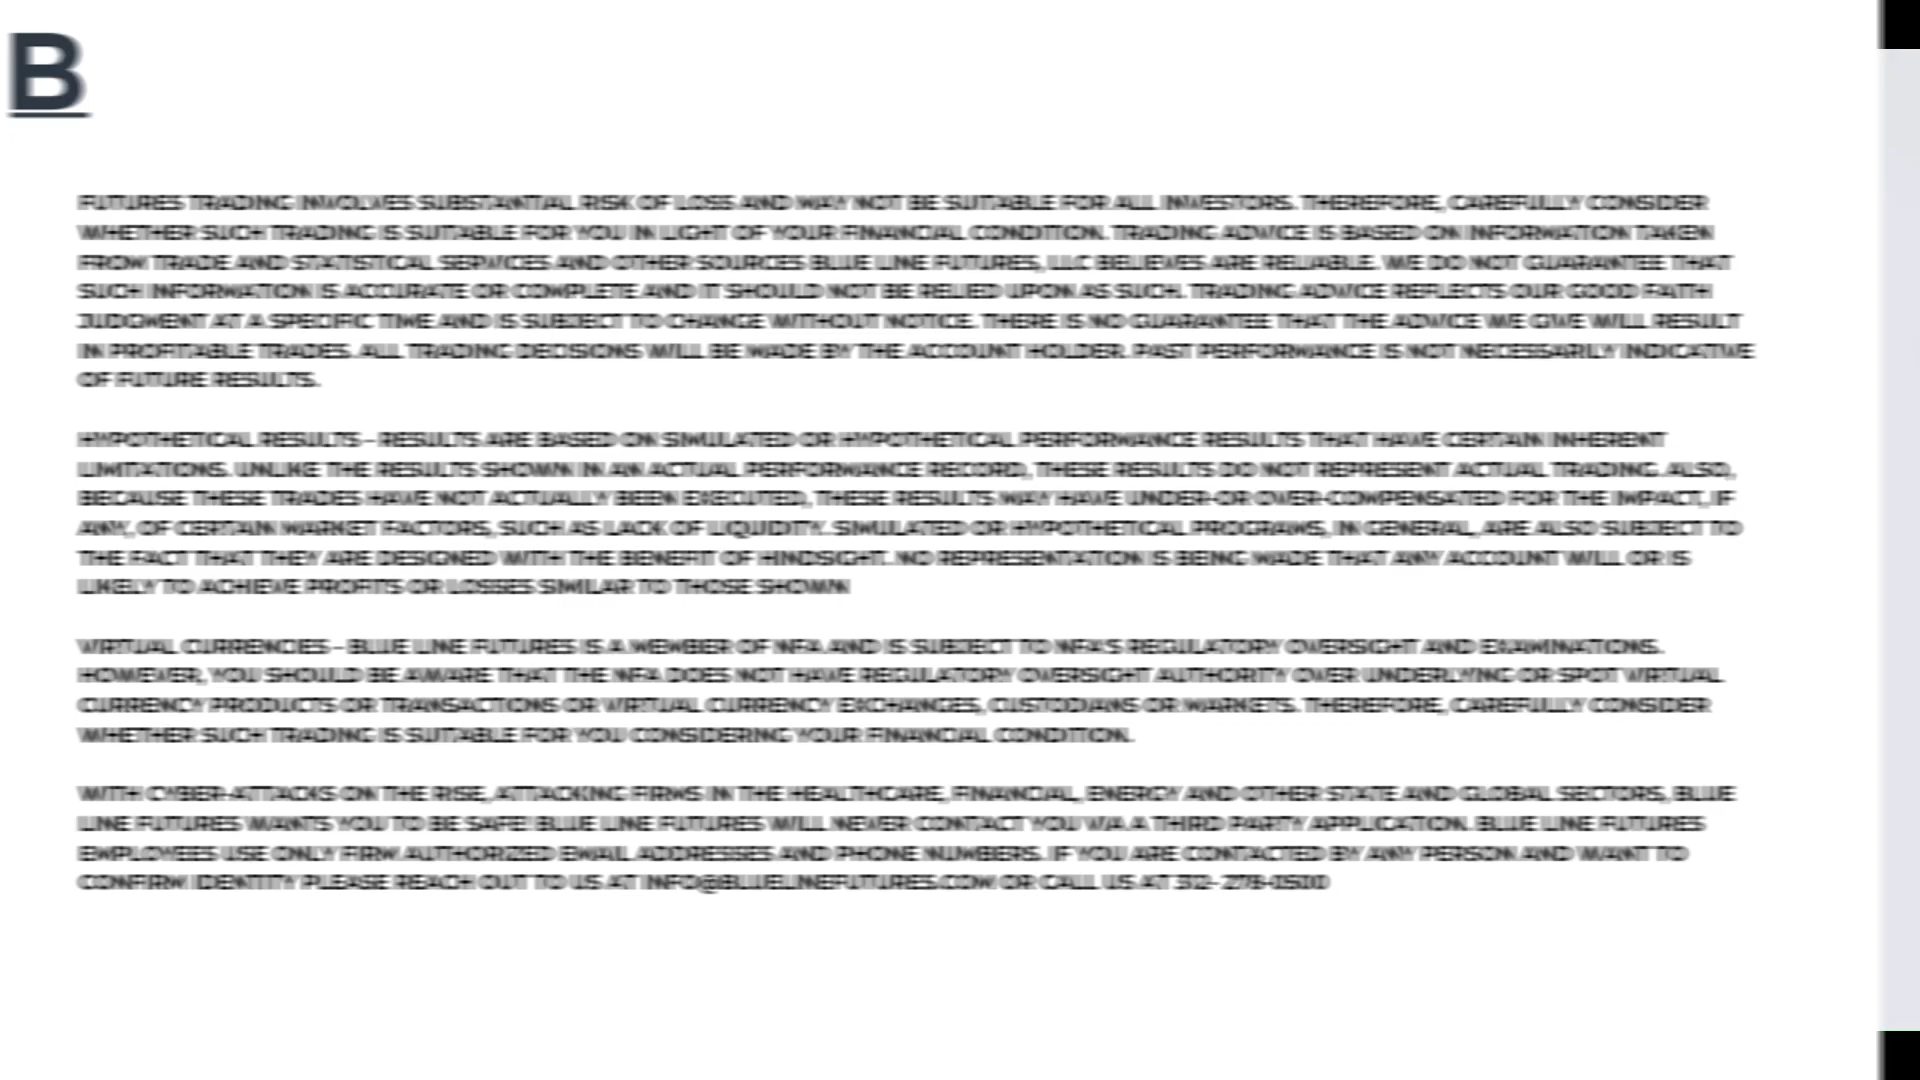 B
FUTURES TRADING INVOLVES SUBSTANTIAL RISK OF LOSS AND MAY NOT BE SUITABLE FOR ALL INVESTORS. THEREFORE, CAREFULLY CONSIDER
WHETHER SUCH TRADING IS SUITABLE FOR YOU IN LIGHT OF YOUR FINANCIAL CONDITION. TRADING ADVICE IS BASED ON INFORMATION TAKEN
FROM TRADE AND STATISTICAL SERVICES AND OTHER SOURCES BLUE LINE FUTURES, LLC BELIEVES ARE RELIABLE. WE DO NOT GUARANTEE THAT
SUCH INFORMATION IS ACCURATE OR COMPLETE AND IT SHOULD NOT BE RELIED UPON AS SUCH. TRADING ADVICE REFLECTS OUR GOOD FAITH
JUDGMENT AT A SPECIFIC TIME AND IS SUBJECT TO CHANGE WITHOUT NOTICE. THERE IS NO GUARANTEE THAT THE ADVICE WE GIVE WILL RESULT
IN PROFITABLE TRADES. ALL TRADING DECISIONS WILL BE MADE BY THE ACCOUNT HOLDER. PAST PERFORMANCE IS NOT NECESSARILY INDICATIVE
OF FUTURE RESULTS.
HYPOTHETICAL RESULTS - RESULTS ARE BASED ON SIMULATED OR HYPOTHETICAL PERFORMANCE RESULTS THAT HAVE CERTAIN INHERENT
LIMITATIONS. UNLIKE THE RESULTS SHOWN IN AN ACTUAL PERFORMANCE RECORD, THESE RESULTS DO NOT REPRESENT ACTUAL TRADING. ALSO,
BECAUSE THESE TRADES HAVE NOT ACTUALLY BEEN EXECUTED, THESE RESULTS MAY HAVE UNDER-OR OVER-COMPENSATED FOR THE IMPACT, IF
ANY, OF CERTAIN MARKET FACTORS, SUCH AS LACK OF LIQUIDITY. SIMULATED OR HYPOTHETICAL PROGRAMS, IN GENERAL, ARE ALSO SUBJECT TO
THE FACT THAT THEY ARE DESIGNED WITH THE BENEFIT OF HINDSIGHT. NO REPRESENTATION IS BEING MADE THAT ANY ACCOUNT WILL OR IS
LIKELY TO ACHIEVE PROFITS OR LOSSES SIMILAR TO THOSE SHOWN
VIRTUAL CURRENCIES - BLUE LINE FUTURES IS A MEMBER OF NFA AND IS SUBJECT TO NFA'S REGULATORY OVERSIGHT AND EXAMINATIONS.
HOWEVER, YOU SHOULD BE AWARE THAT THE NFA DOES NOT HAVE REGULATORY OVERSIGHT AUTHORITY OVER UNDERLYING OR SPOT VIRTUAL
CURRENCY PRODUCTS OR TRANSACTIONS OR VIRTUAL CURRENCY EXCHANGES, CUSTODIANS OR MARKETS. THEREFORE, CAREFULLY CONSIDER
WHETHER SUCH TRADING IS SUITABLE FOR YOU CONSIDERING YOUR FINANCIAL CONDITION.
WITH CYBER-ATTACKS ON THE RISE, ATTACKING FIRMS IN THE HEALTHCARE, FINANCIAL, ENERGY AND OTHER STATE AND GLOBAL SECTORS, BLUE
LINE FUTURES WANTS YOU TO BE SAFE! BLUE LINE FUTURES WILL NEVER CONTACT YOU VIA A THIRD PARTY APPLICATION. BLUE LINE FUTURES
EMPLOYEES USE ONLY FIRM AUTHORIZED EMAIL ADDRESSES AND PHONE NUMBERS. IF YOU ARE CONTACTED BY ANY PERSON AND WANT TO
CONFIRM IDENTITY PLEASE REACH OUT TO US AT INFO@BLUELINEFUTURES.COM OR CALL US AT 312- 278-0500